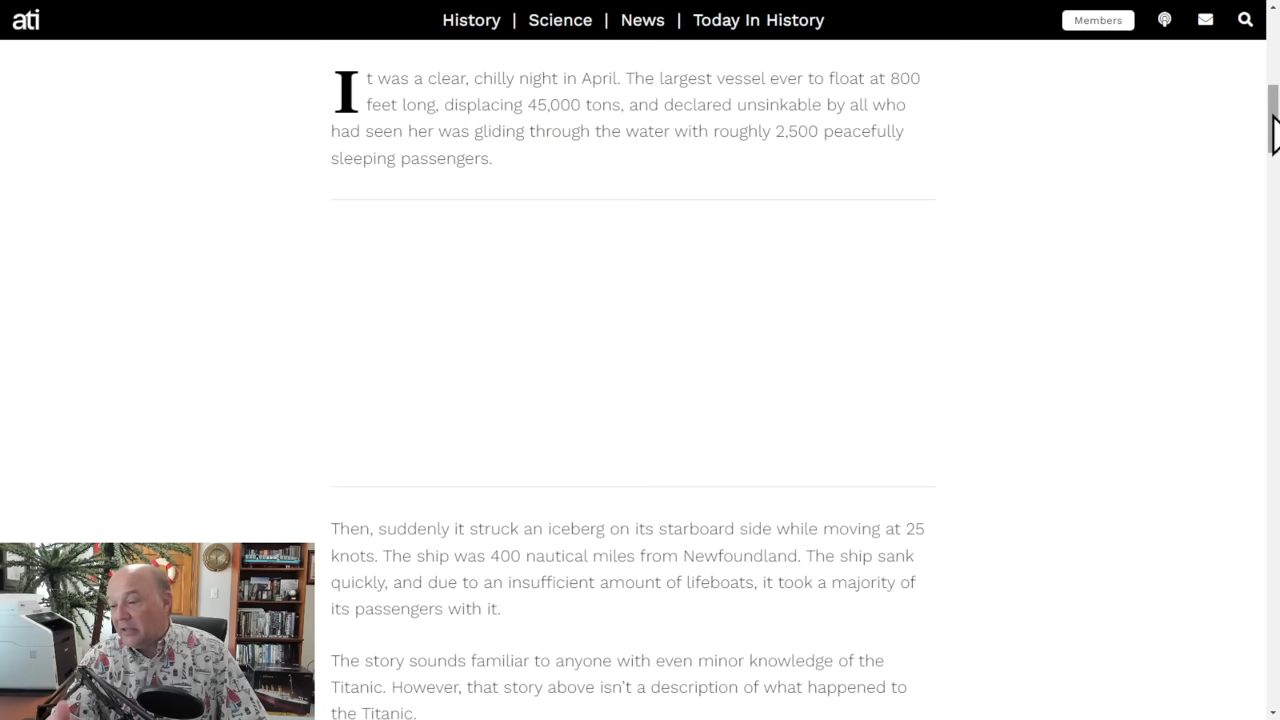 ati
History | Science | News | Today In History
Members
It was a clear, chilly night in April. The largest vessel ever to float at 800
feet long, displacing 45,000 tons, and declared unsinkable by all who
had seen her was gliding through the water with roughly 2,500 peacefully
sleeping passengers.
Then, suddenly it struck an iceberg on its starboard side while moving at 25
knots. The ship was 400 nautical miles from Newfoundland. The ship sank
quickly, and due to an insufficient amount of lifeboats, it took a majority of
its passengers with it.
The story sounds familiar to anyone with even minor knowledge of the
Titanic. However, that story above isn’t a description of what happened to
the Titanic.